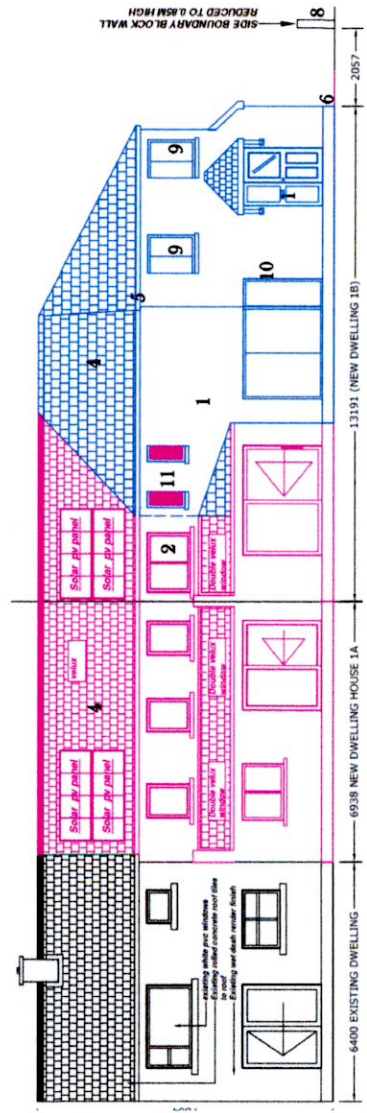 SIDE BOUNDARY BLOCK WALL
REDUCED TO 0.85M HIGH
8
2057
6
9
9
1
10
5
4
1
11
2
Solar pv panel
Solar pv panel
Double velux
window
13191 (NEW DWELLING 1B)
velux
4
Solar pv panel
Solar pv panel
Double velux
window
Double velux
window
6938 NEW DWELLING HOUSE 1A
existing white pvc windows
Existing rolled concrete roof tiles
to roof
Existing wet dash render finish
6400 EXISTING DWELLING